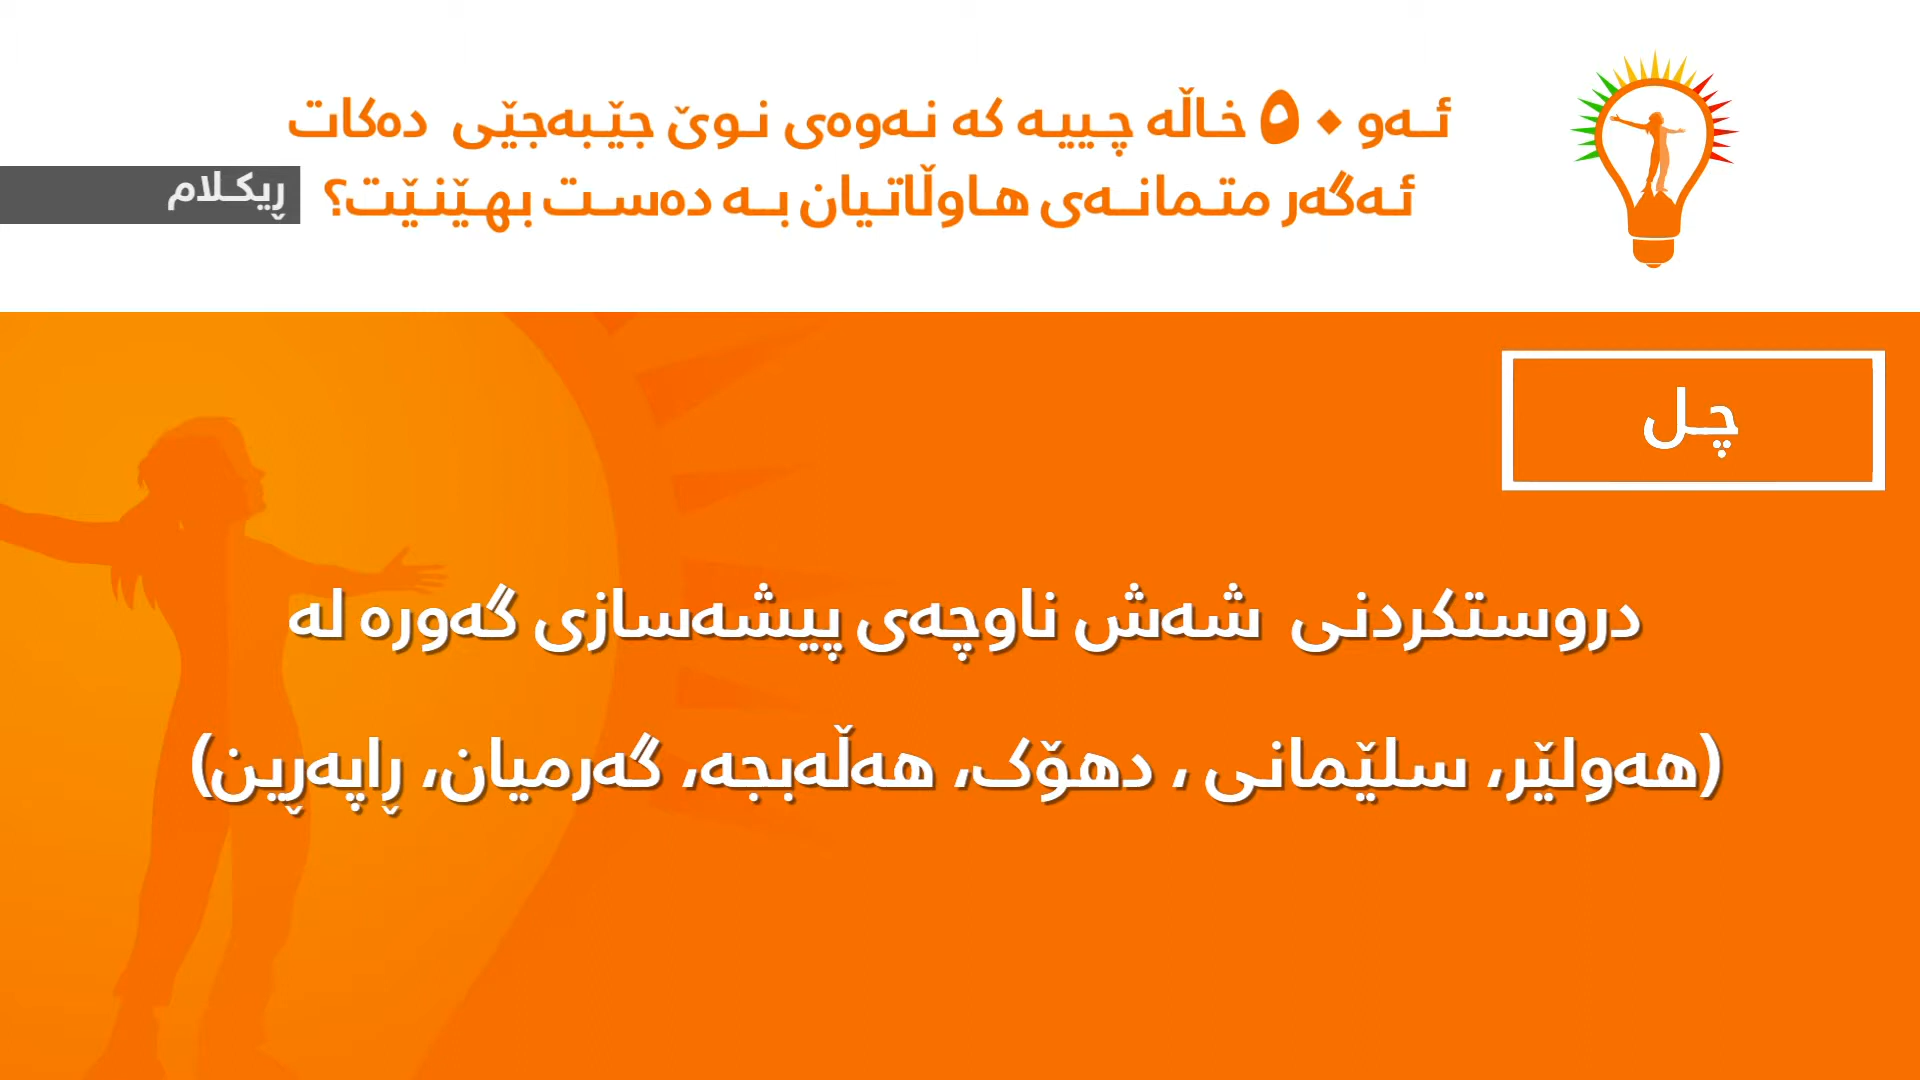 ئەو ٥٠ خاڵە چییە کە نەوەی نوێ جێبەجێی دەکات
ئەگەر متمانەی هاوڵاتیان بە دەست بهێنێت؟
ڕیکلام
چل
دروستکردنی شەش ناوچەی پیشەسازی گەورە لە
(هەولێر، سلێمانی ، دهۆک، هەڵەبجە، گەرمیان، ڕاپەڕین)